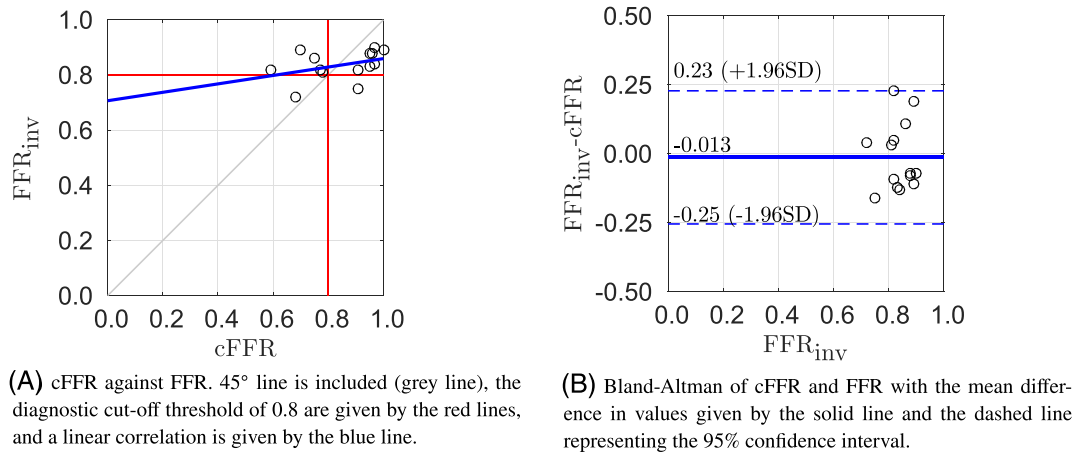 1.0
0.8
0.6
0.4
0.2
0.0
FFRinv
0.0 0.2 0.4 0.6 0.8 1.0
cFFR
(A) cFFR against FFR. 45° line is included (grey line), the
diagnostic cut-off threshold of 0.8 are given by the red lines,
and a linear correlation is given by the blue line.
0.50
0.25
0.00
-0.25
-0.50
FFRinv-cFFR
0.23 (+1.96SD)
-0.013
-0.25 (-1.96SD)
0.0 0.2 0.4 0.6 0.8 1.0
FFRinv
(B) Bland-Altman of cFFR and FFR with the mean differ-
ence in values given by the solid line and the dashed line
representing the 95% confidence interval.